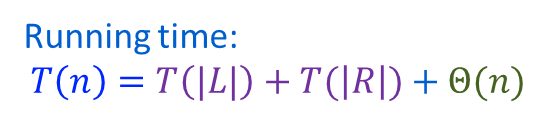 Running time:
T(n) = T(|L|) + T(|R|) + Θ(n)